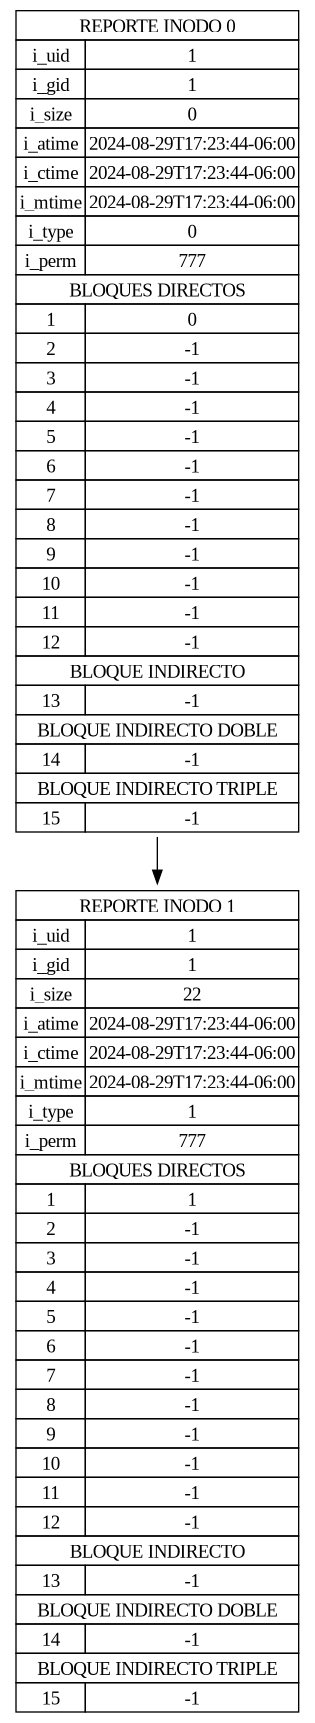 REPORTE INODO 0
i_uid 1
i_gid 1
i_size 0
i_atime 2024-08-29T17:23:44-06:00
i_ctime 2024-08-29T17:23:44-06:00
i_mtime 2024-08-29T17:23:44-06:00
i_type 0
i_perm 777
BLOQUES DIRECTOS
1 0
2 -1
3 -1
4 -1
5 -1
6 -1
7 -1
8 -1
9 -1
10 -1
11 -1
12 -1
BLOQUE INDIRECTO
13 -1
BLOQUE INDIRECTO DOBLE
14 -1
BLOQUE INDIRECTO TRIPLE
15 -1
REPORTE INODO 1
i_uid 1
i_gid 1
i_size 22
i_atime 2024-08-29T17:23:44-06:00
i_ctime 2024-08-29T17:23:44-06:00
i_mtime 2024-08-29T17:23:44-06:00
i_type 1
i_perm 777
BLOQUES DIRECTOS
1 1
2 -1
3 -1
4 -1
5 -1
6 -1
7 -1
8 -1
9 -1
10 -1
11 -1
12 -1
BLOQUE INDIRECTO
13 -1
BLOQUE INDIRECTO DOBLE
14 -1
BLOQUE INDIRECTO TRIPLE
15 -1